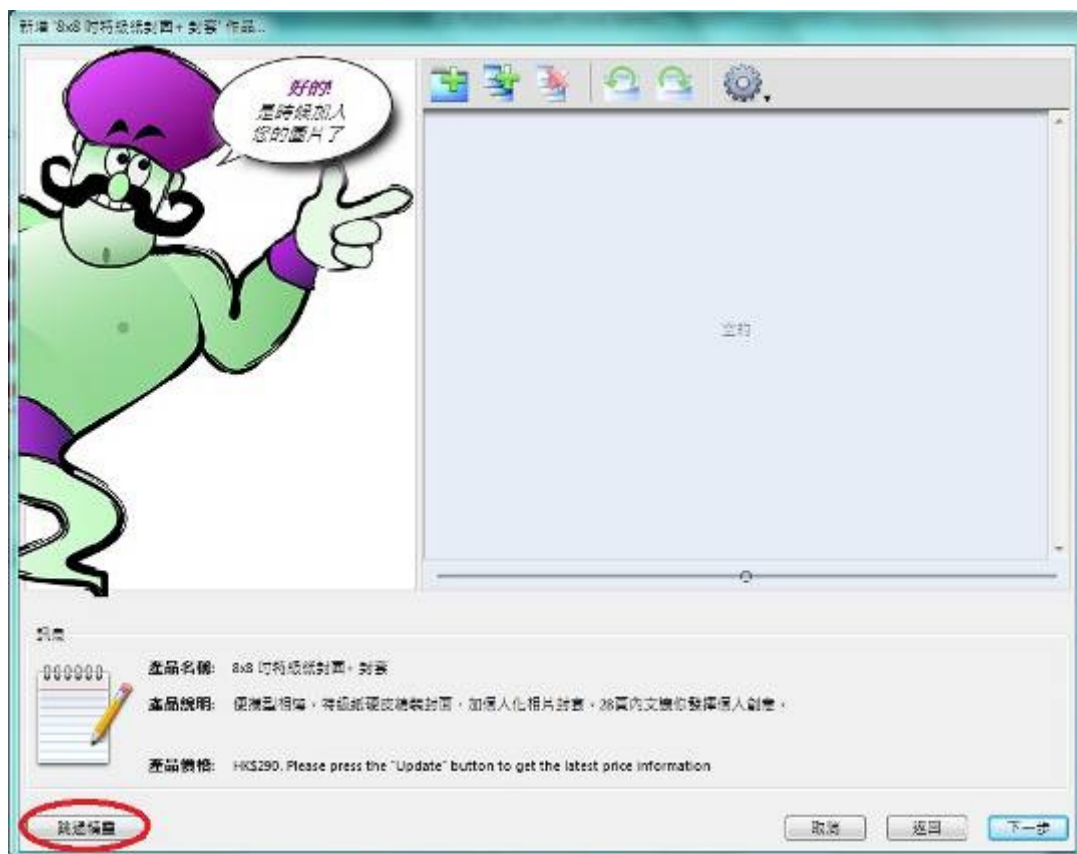 新增 "8x8 吋特級紙封面+ 封套" 作品...
好的!
是時候加入
您的圖片了
空的
訊息
產品名稱: 8x8 吋特級紙封面+ 封套
產品說明: 便攜型相簿，特級紙硬皮精裝封面，加個人化相片封套，28頁內文讓你發揮個人創意。
產品價格: HK$290. Please press the "Update" button to get the latest price information
跳過精靈
取消
返回
下一步